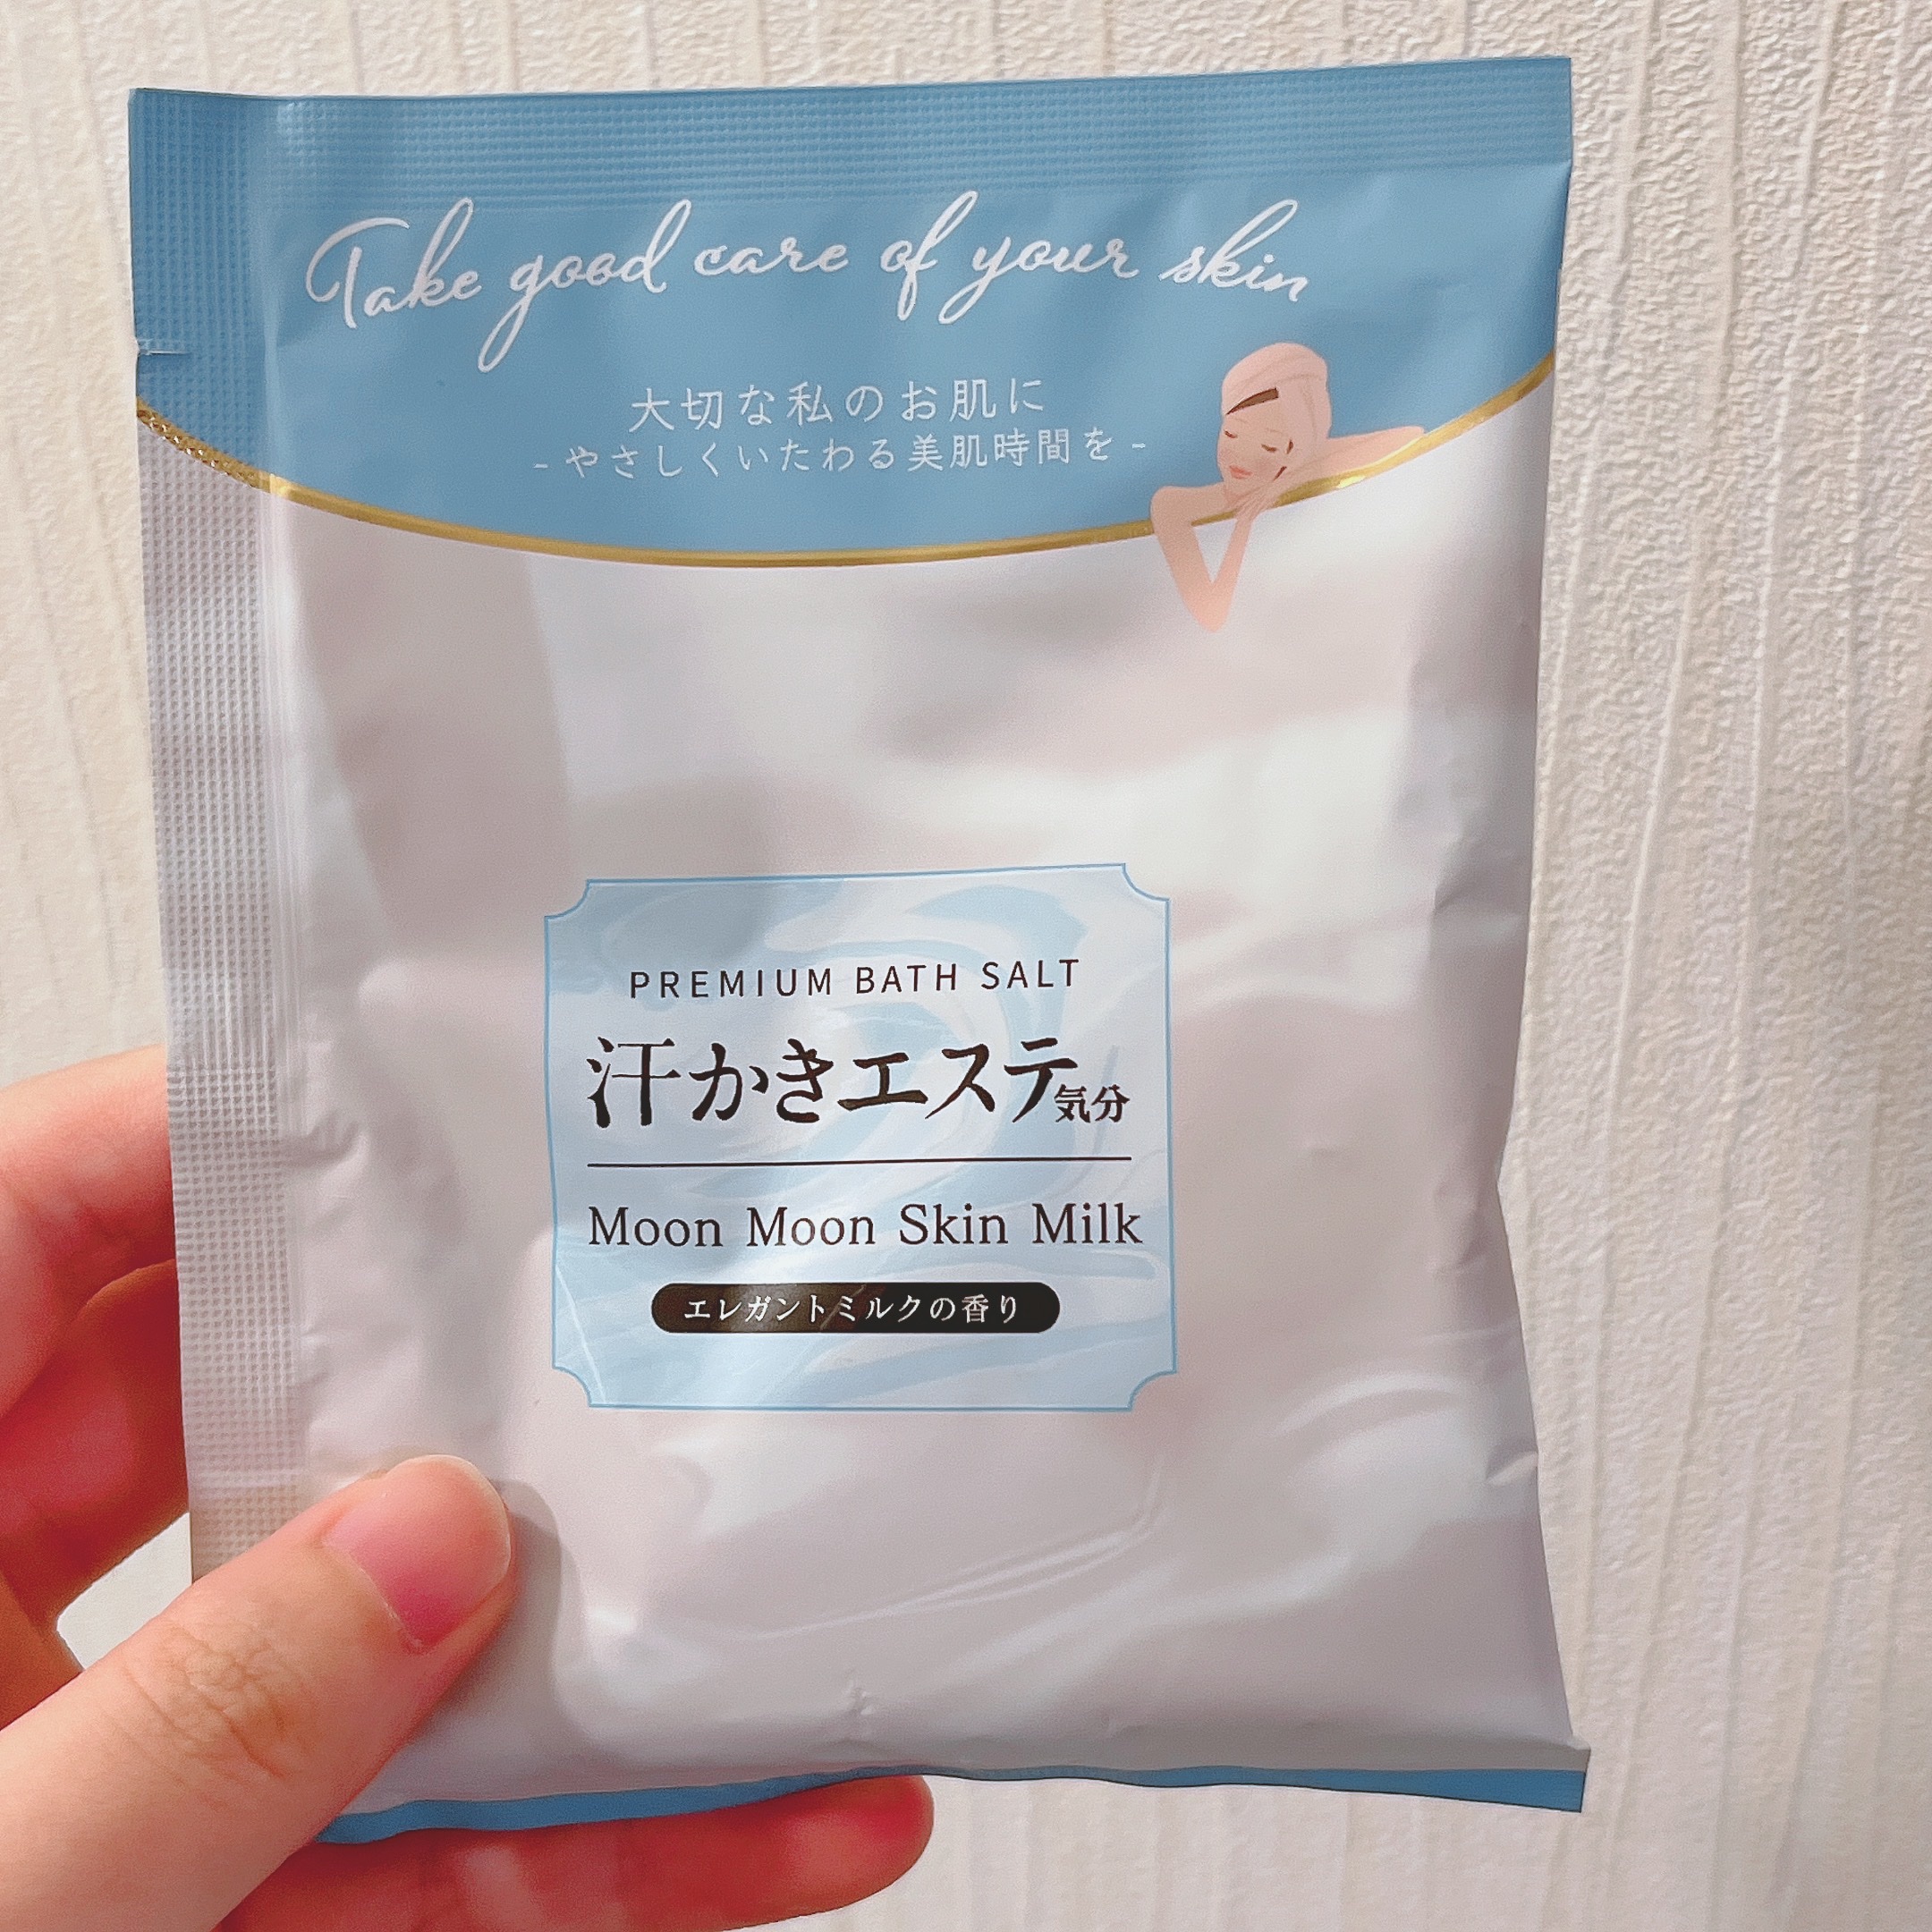 Take good care of your skin
大切な私のお肌に
-やさしくいたわる美肌時間を-
PREMIUM BATH SALT
汗かきエステ気分
Moon Moon Skin Milk
エレガントミルクの香り